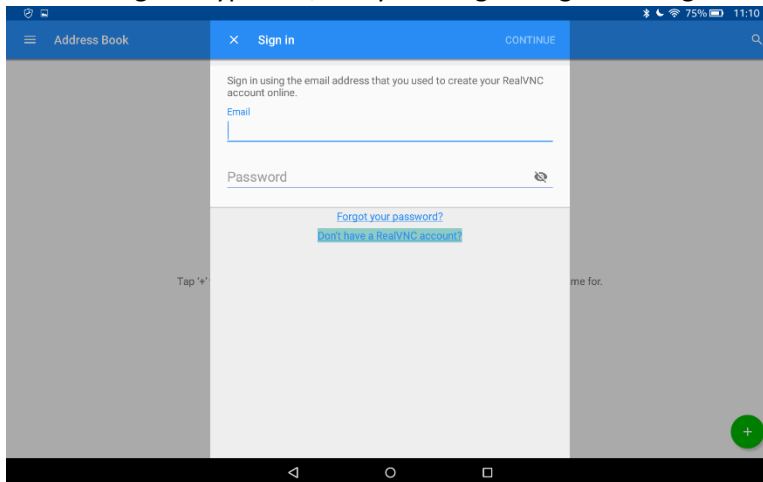 75% 11:10
Address Book
Sign in
CONTINUE
Sign in using the email address that you used to create your RealVNC
account online.
Email
Password
Forgot your password?
Don't have a RealVNC account?
Tap '+'
me for.
+